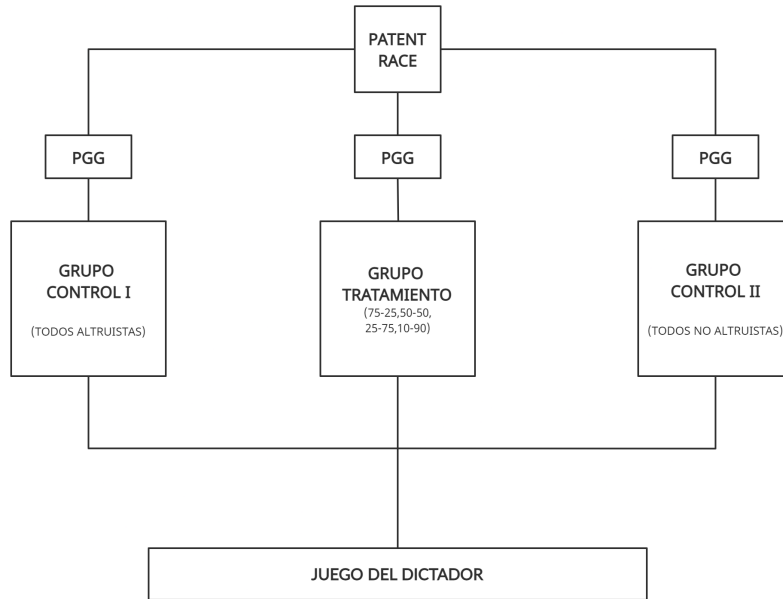 PATENT
RACE
PGG
PGG
PGG
GRUPO
CONTROL I
(TODOS ALTRUISTAS)
GRUPO
TRATAMIENTO
(75-25,50-50,
25-75,10-90)
GRUPO
CONTROL II
(TODOS NO ALTRUISTAS)
JUEGO DEL DICTADOR